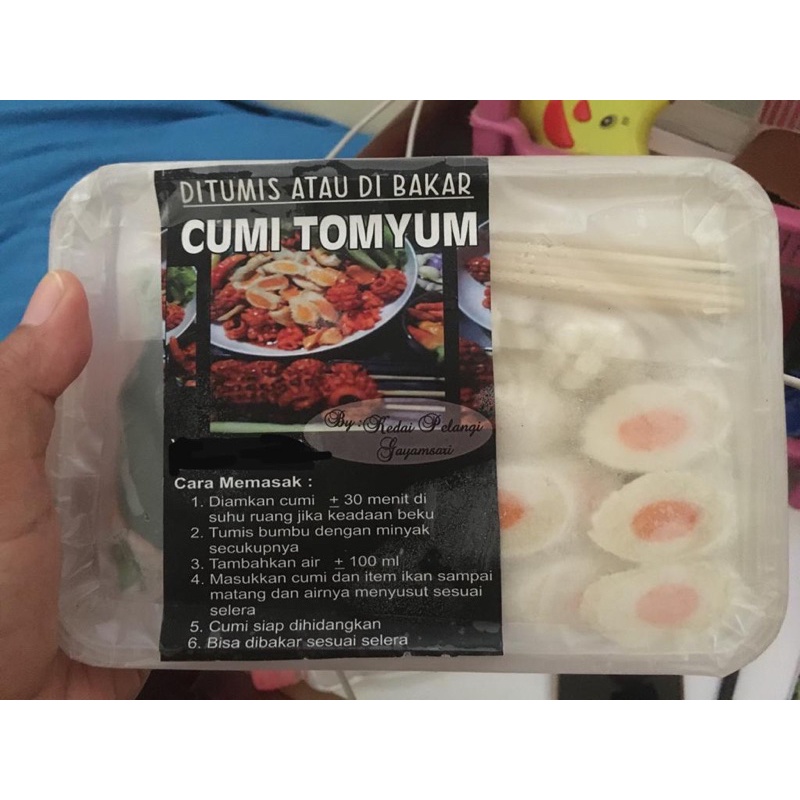 DITUMIS ATAU DI BAKAR
CUMI TOMYUM
By : Kedai Pelangi
Gayamsari
Cara Memasak :
1. Diamkan cumi ± 30 menit di
suhu ruang jika keadaan beku
2. Tumis bumbu dengan minyak
secukupnya
3. Tambahkan air ± 100 ml
4. Masukkan cumi dan item ikan sampai
matang dan airnya menyusut sesuai
selera
5. Cumi siap dihidangkan
6. Bisa dibakar sesuai selera